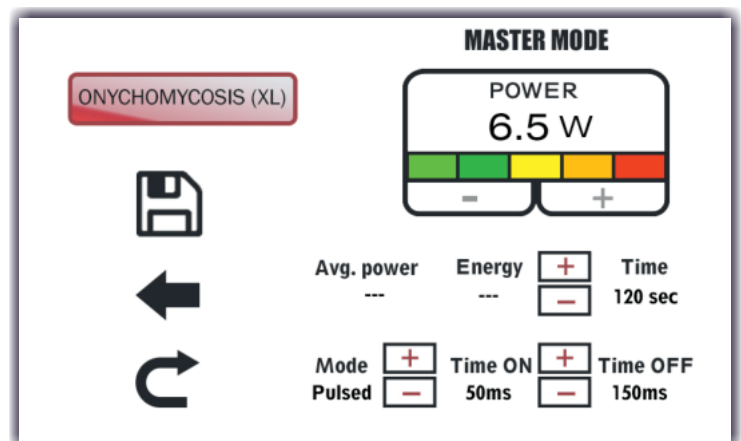 MASTER MODE
ONYCHOMYCOSIS (XL)
POWER
6.5 W
- +
Avg. power Energy + Time
--- --- – 120 sec
Mode + Time ON + Time OFF
Pulsed – 50ms – 150ms